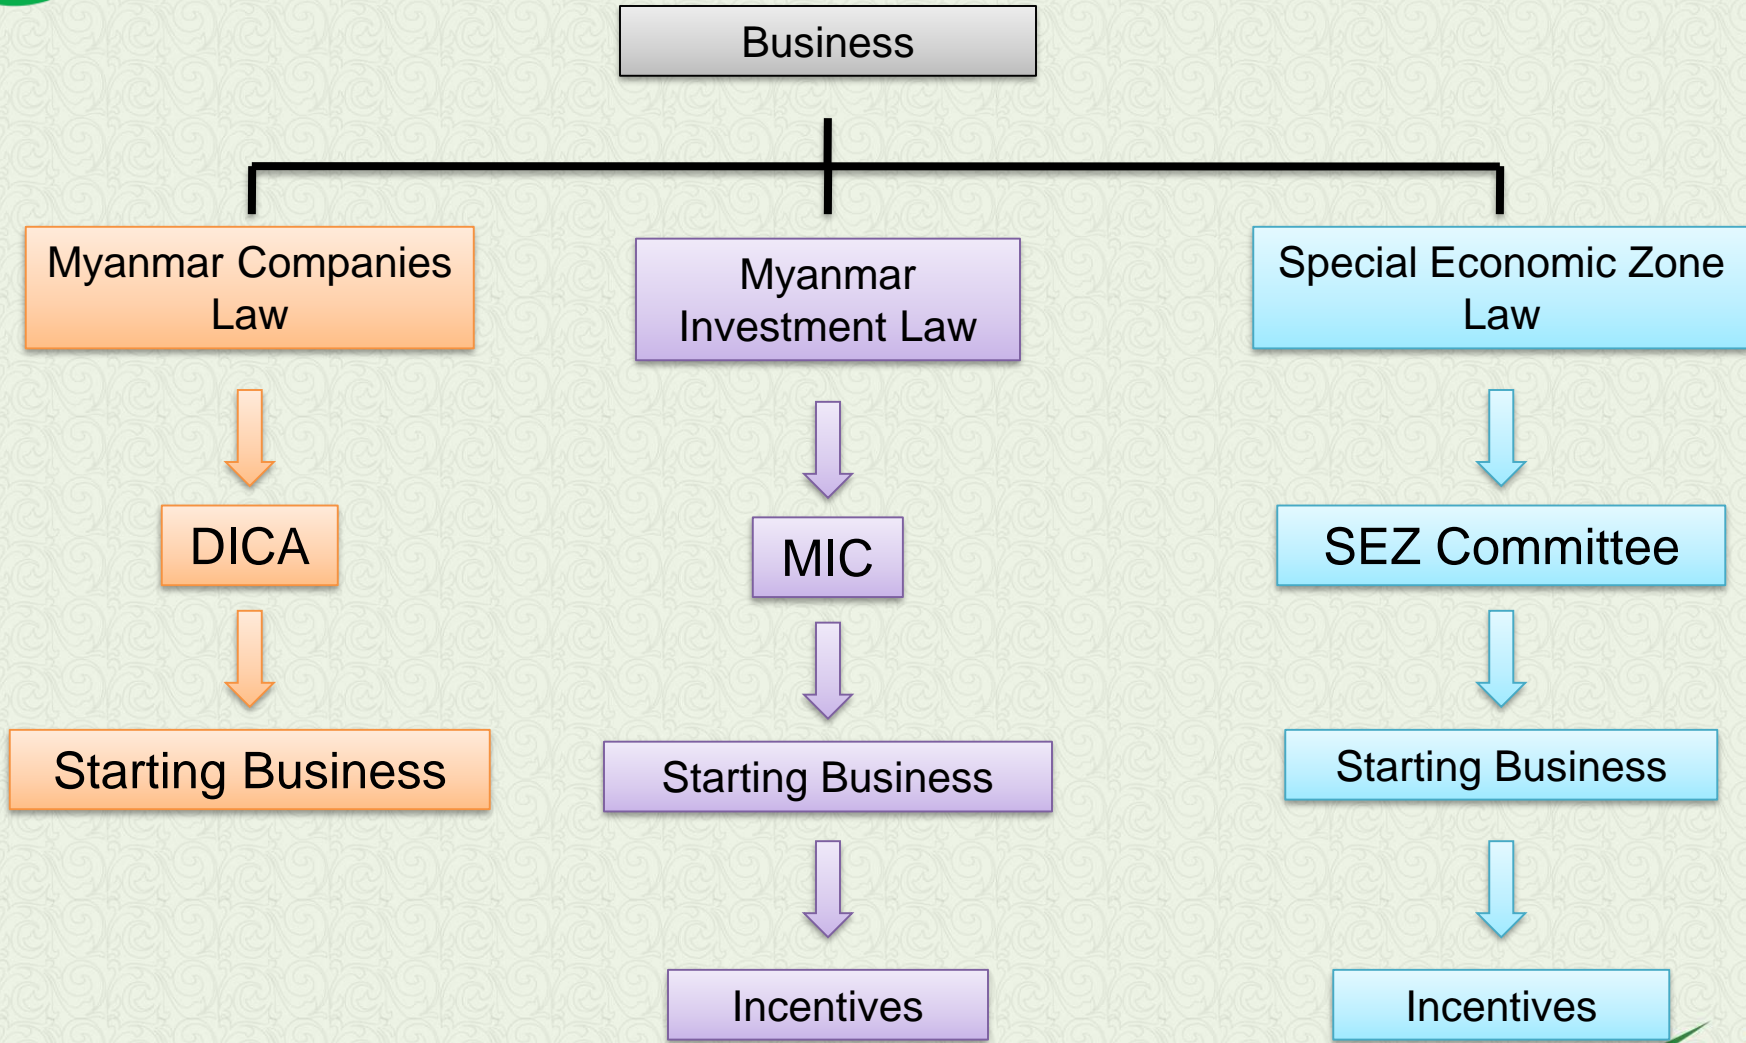 Business
Myanmar Companies
Law
Myanmar
Investment Law
Special Economic Zone
Law
DICA
MIC
SEZ Committee
Starting Business
Starting Business
Starting Business
Incentives
Incentives